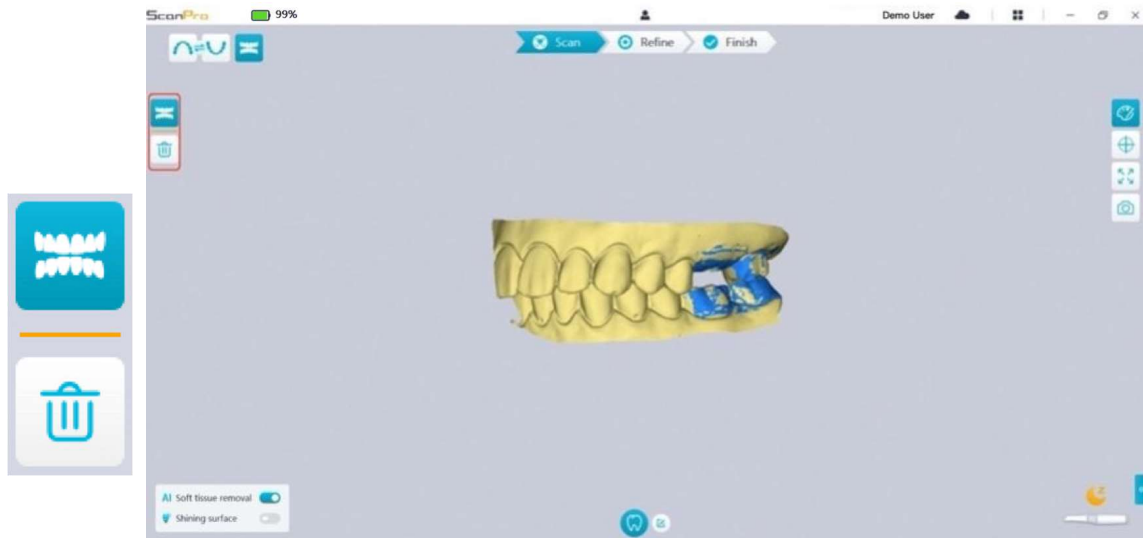 ScanPro 99% Demo User
Scan Refine Finish
AI Soft tissue removal
Shining surface